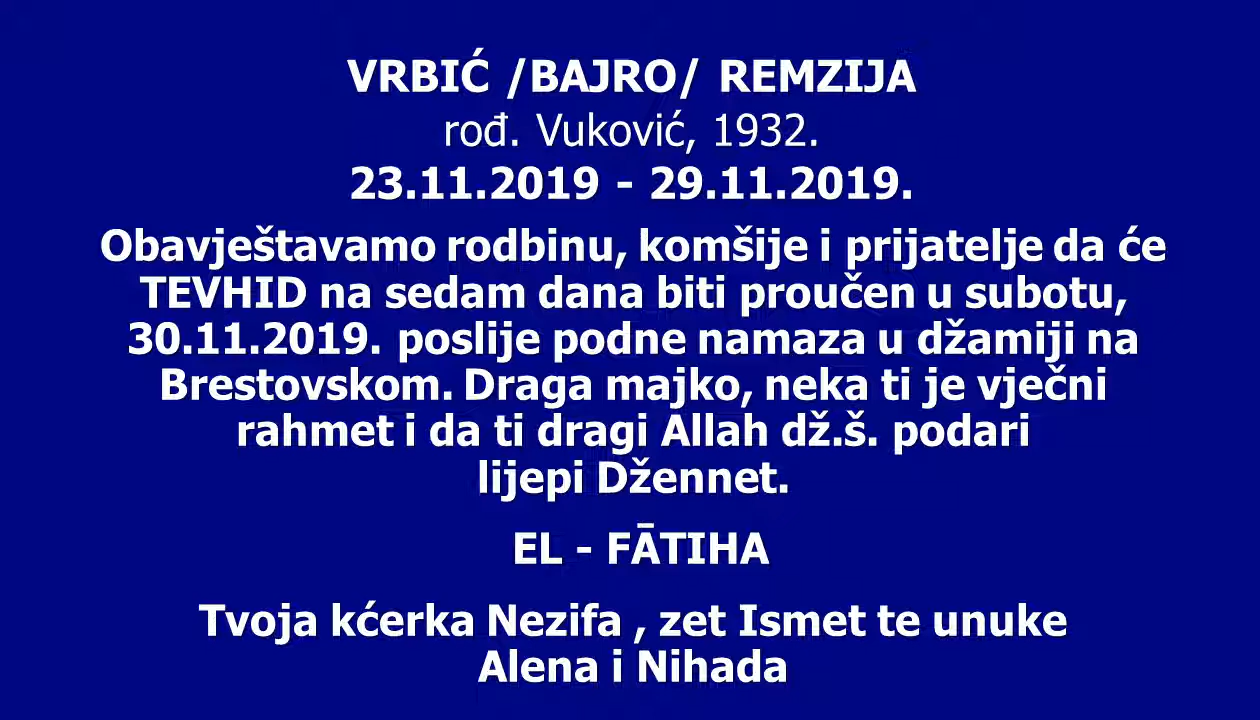 VRBIĆ /BAJRO/ REMZIJA
rođ. Vuković, 1932.
23.11.2019 - 29.11.2019.
Obavještavamo rodbinu, komšije i prijatelje da će
TEVHID na sedam dana biti proučen u subotu,
30.11.2019. poslije podne namaza u džamiji na
Brestovskom. Draga majko, neka ti je vječni
rahmet i da ti dragi Allah dž.š. podari
lijepi Džennet.
EL - FĀTIHA
Tvoja kćerka Nezifa , zet Ismet te unuke
Alena i Nihada